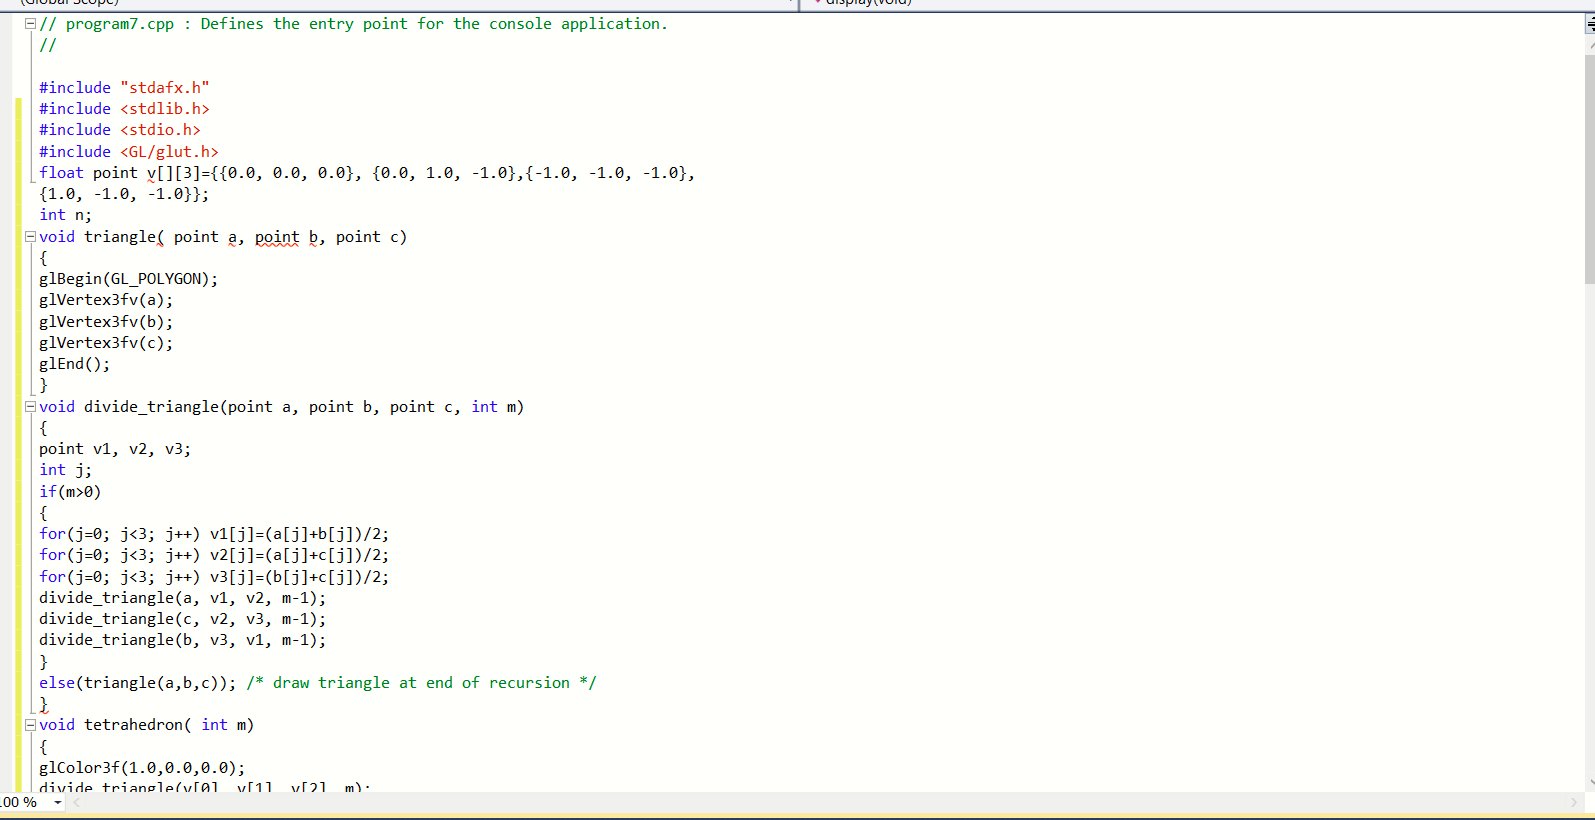 (Global Scope) display(void)
// program7.cpp : Defines the entry point for the console application.
//
#include "stdafx.h"
#include <stdlib.h>
#include <stdio.h>
#include <GL/glut.h>
float point v[][3]={{0.0, 0.0, 0.0}, {0.0, 1.0, -1.0},{-1.0, -1.0, -1.0},
{1.0, -1.0, -1.0}};
int n;
void triangle( point a, point b, point c)
{
glBegin(GL_POLYGON);
glVertex3fv(a);
glVertex3fv(b);
glVertex3fv(c);
glEnd();
}
void divide_triangle(point a, point b, point c, int m)
{
point v1, v2, v3;
int j;
if(m>0)
{
for(j=0; j<3; j++) v1[j]=(a[j]+b[j])/2;
for(j=0; j<3; j++) v2[j]=(a[j]+c[j])/2;
for(j=0; j<3; j++) v3[j]=(b[j]+c[j])/2;
divide_triangle(a, v1, v2, m-1);
divide_triangle(c, v2, v3, m-1);
divide_triangle(b, v3, v1, m-1);
}
else(triangle(a,b,c)); /* draw triangle at end of recursion */
}
void tetrahedron( int m)
{
glColor3f(1.0,0.0,0.0);
divide_triangle(v[0], v[1], v[2], m);
00 %